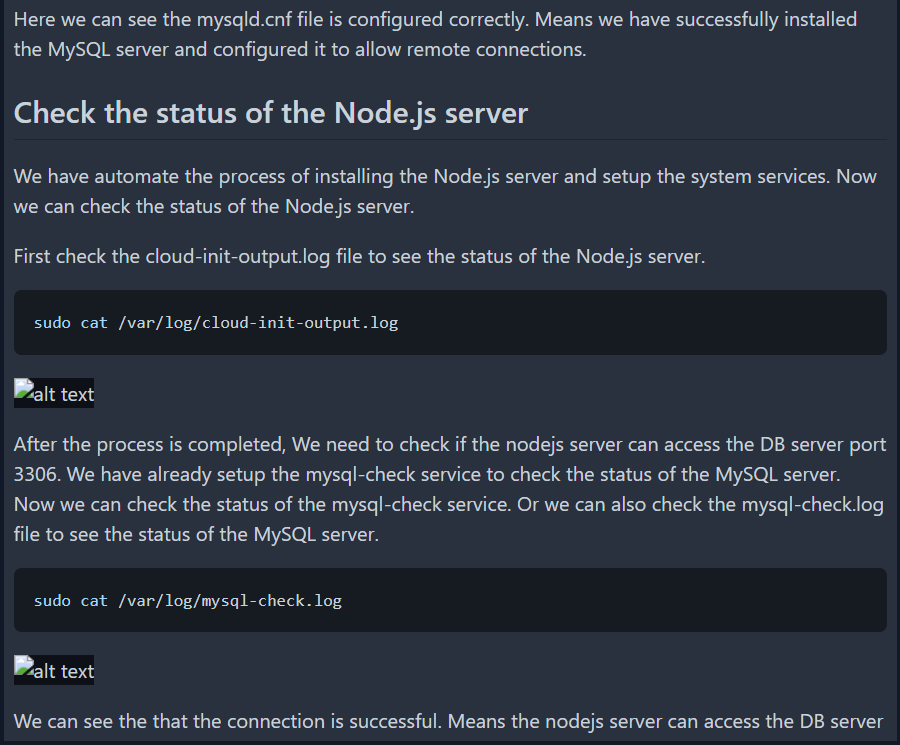 Here we can see the mysqld.cnf file is configured correctly. Means we have successfully installed
the MySQL server and configured it to allow remote connections.
Check the status of the Node.js server
We have automate the process of installing the Node.js server and setup the system services. Now
we can check the status of the Node.js server.
First check the cloud-init-output.log file to see the status of the Node.js server.
sudo cat /var/log/cloud-init-output.log
alt text
After the process is completed, We need to check if the nodejs server can access the DB server port
3306. We have already setup the mysql-check service to check the status of the MySQL server.
Now we can check the status of the mysql-check service. Or we can also check the mysql-check.log
file to see the status of the MySQL server.
sudo cat /var/log/mysql-check.log
alt text
We can see the that the connection is successful. Means the nodejs server can access the DB server